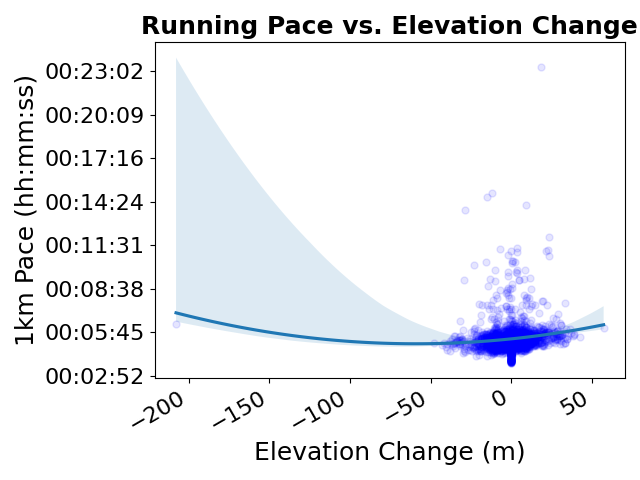 Running Pace vs. Elevation Change
1km Pace (hh:mm:ss)
00:23:02
00:20:09
00:17:16
00:14:24
00:11:31
00:08:38
00:05:45
00:02:52
−200 −150 −100 −50 0 50
Elevation Change (m)